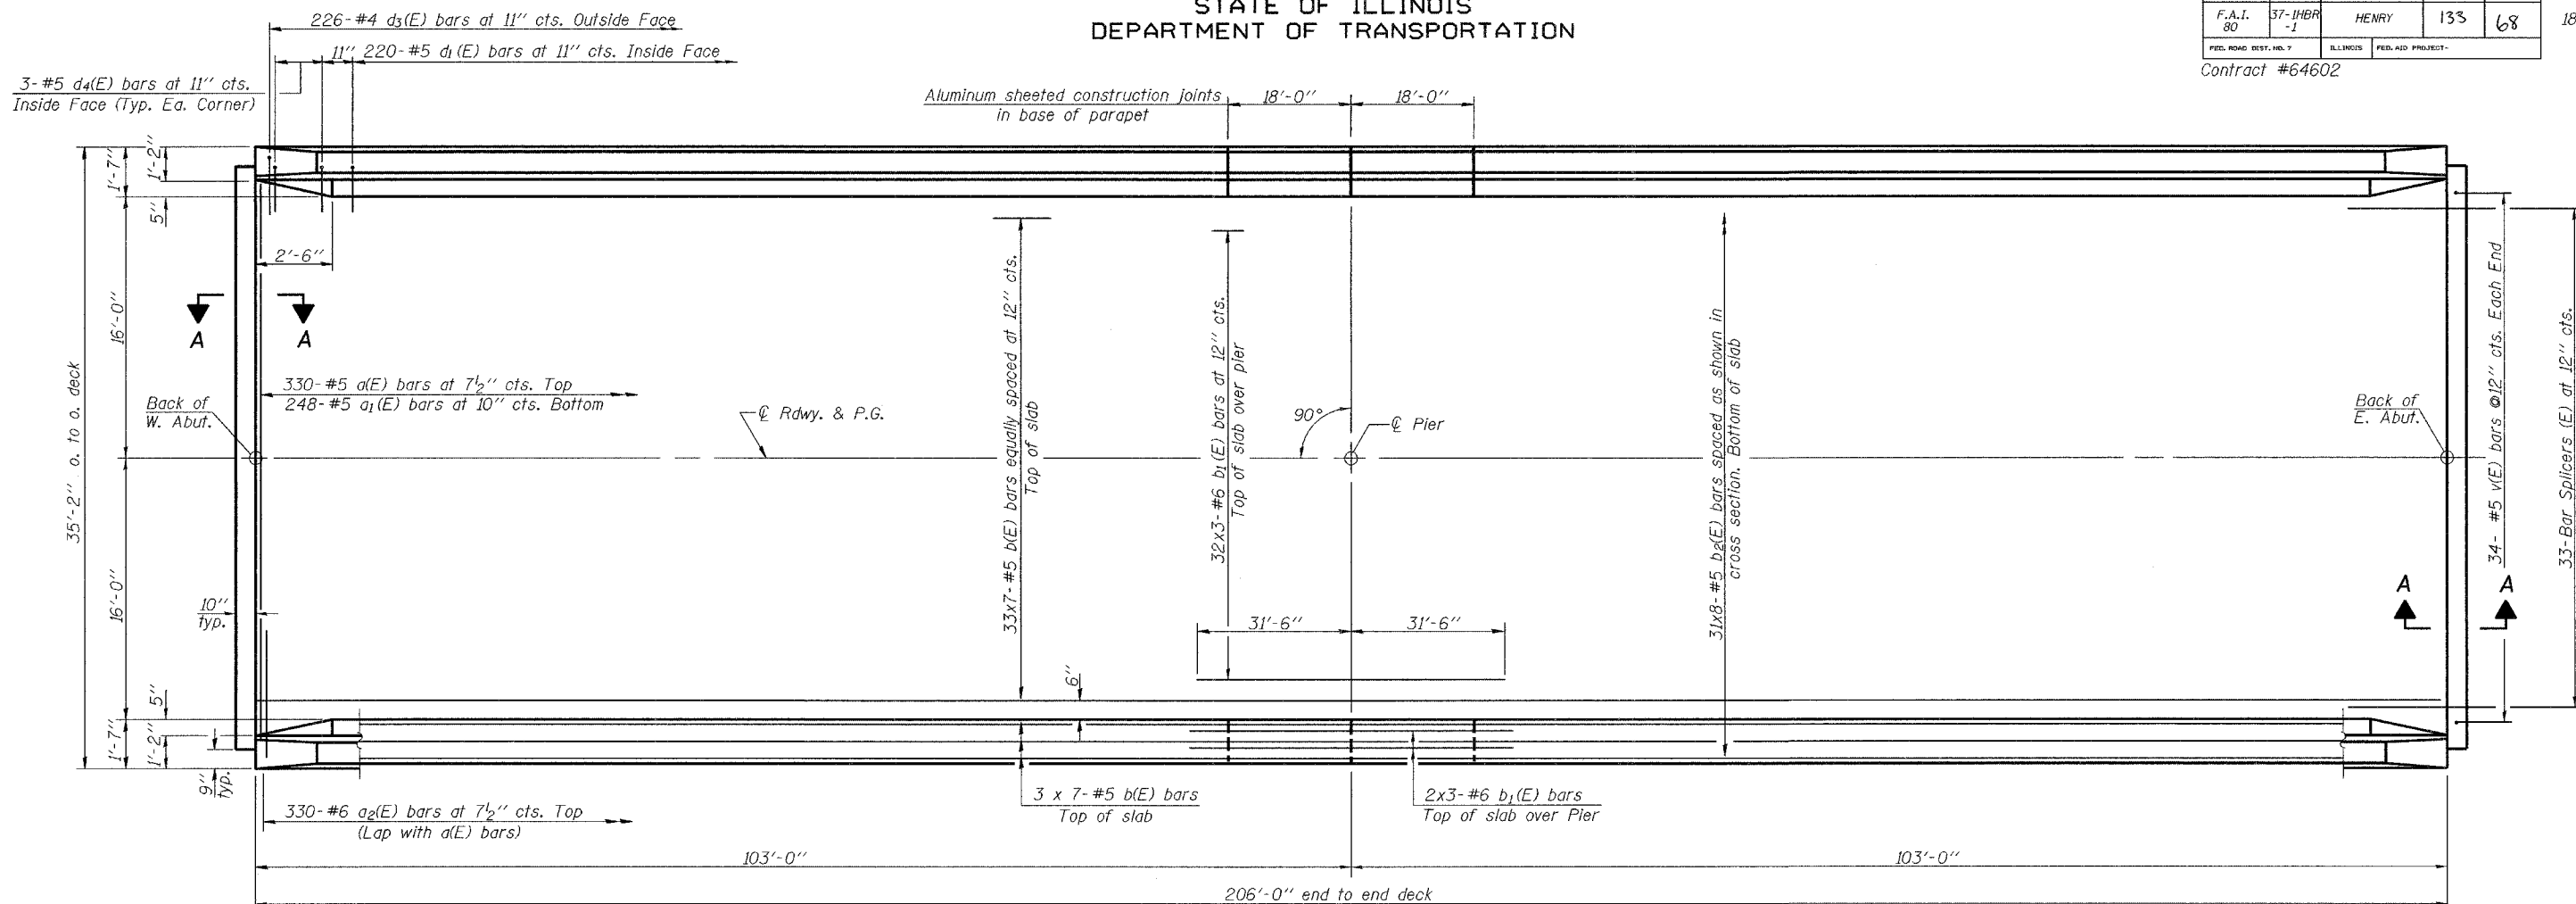 STATE OF ILLINOIS
DEPARTMENT OF TRANSPORTATION
F.A.I. 80
37-1HBR -1
HENRY
133
68
18
FED. ROAD DIST. NO. 7
ILLINOIS
FED. AID PROJECT-
Contract #64602
226-#4 d3(E) bars at 11" cts. Outside Face
11"
220-#5 d1(E) bars at 11" cts. Inside Face
3-#5 d4(E) bars at 11" cts.
Inside Face (Typ. Ea. Corner)
Aluminum sheeted construction joints
in base of parapet
18'-0"
18'-0"
1'-7"
1'-2"
5"
2'-6"
16'-0"
A
A
35'-2" o. to o. deck
330-#5 a(E) bars at 7½" cts. Top
248-#5 a1(E) bars at 10" cts. Bottom
Back of
W. Abut.
℄ Rdwy. & P.G.
33x7-#5 b(E) bars equally spaced at 12" cts.
Top of slab
32x3-#6 b1(E) bars at 12" cts.
Top of slab over pier
90°
℄ Pier
31x8-#5 b2(E) bars spaced as shown in
cross section. Bottom of slab
Back of
E. Abut.
34- #5 v(E) bars @12" cts. Each End
33-Bar Splicers (E) at 12" cts.
16'-0"
10"
typ.
31'-6"
31'-6"
6"
A
A
5"
1'-7"
1'-2"
9"
typ.
330-#6 a2(E) bars at 7½" cts. Top
(Lap with a(E) bars)
3 x 7-#5 b(E) bars
Top of slab
2x3-#6 b1(E) bars
Top of slab over Pier
103'-0"
103'-0"
206'-0" end to end deck